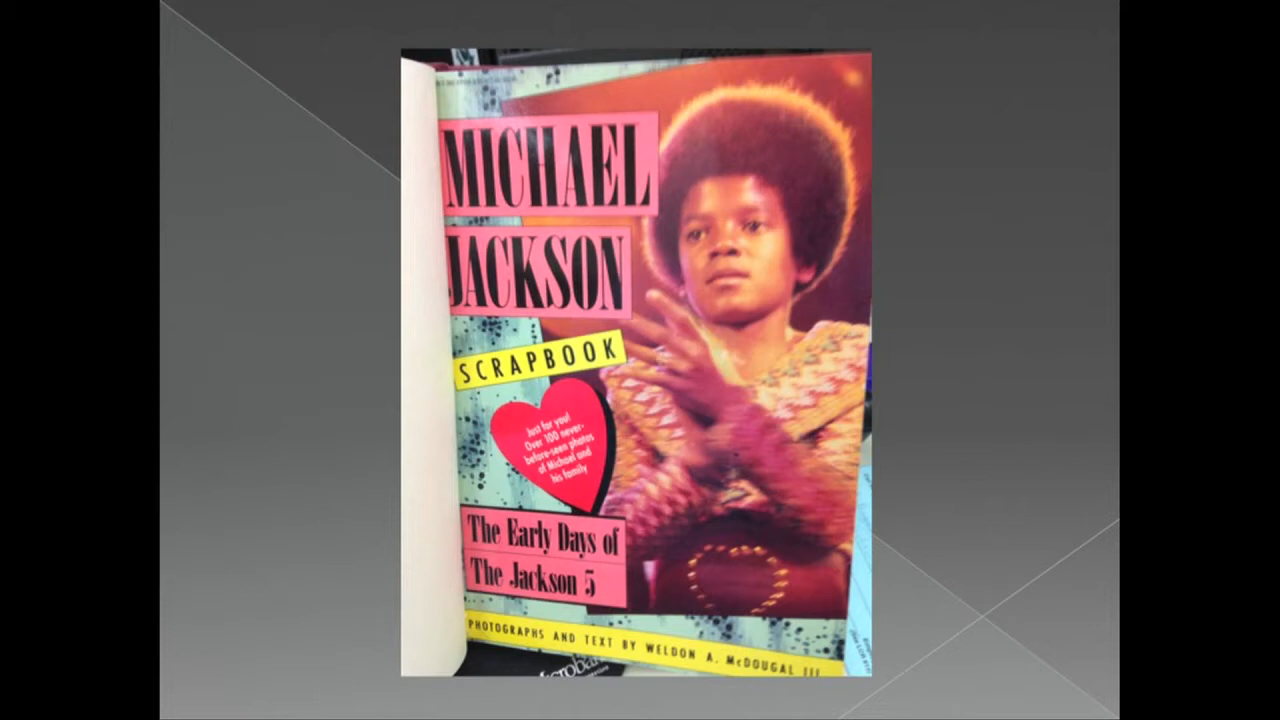 MICHAEL
JACKSON
SCRAPBOOK
Just for you!
Over 100 never-
before-seen photos
of Michael and
his family
The Early Days of
The Jackson 5
PHOTOGRAPHS AND TEXT BY WELDON A. McDOUGAL III